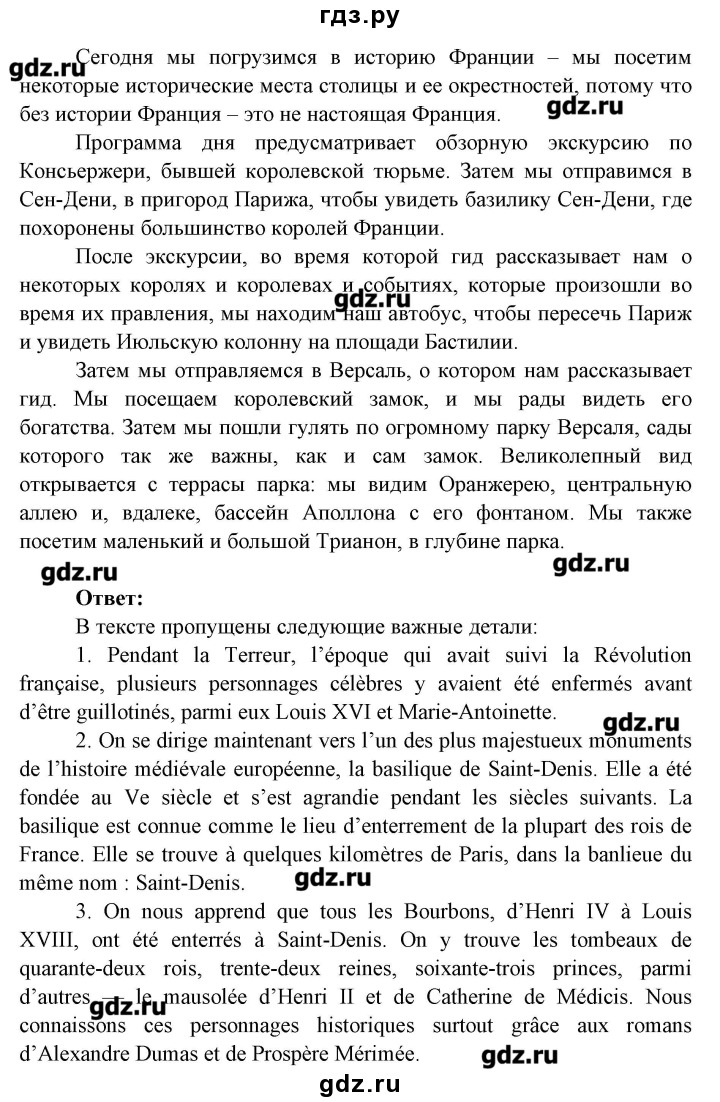 гдз.ру
Сегодня мы погрузимся в историю Франции – мы посетим
gdz.ru
некоторые исторические места столицы и ее окрестностей, потому что
gdz.ru
без истории Франция – это не настоящая Франция.
Программа дня предусматривает обзорную экскурсию по
Консьержери, бывшей королевской тюрьме. Затем мы отправимся в
Сен-Дени, в пригород Парижа, чтобы увидеть базилику Сен-Дени, где
похоронены большинство королей Франции.
После экскурсии, во время которой гид рассказывает нам о
некоторых королях и королевах и событиях, которые произошли во
gdz.ru
время их правления, мы находим наш автобус, чтобы пересечь Париж
и увидеть Июльскую колонну на площади Бастилии.
Затем мы отправляемся в Версаль, о котором нам рассказывает
гид. Мы посещаем королевский замок, и мы рады видеть его
богатства. Затем мы пошли гулять по огромному парку Версаля, сады
которого так же важны, как и сам замок. Великолепный вид
открывается с террасы парка: мы видим Оранжерею, центральную
аллею и, вдалеке, бассейн Аполлона с его фонтаном. Мы также
посетим маленький и большой Трианон, в глубине парка.
gdz.ru
gdz.ru
Ответ:
В тексте пропущены следующие важные детали:
1. Pendant la Terreur, l’époque qui avait suivi la Révolution
française, plusieurs personnages célèbres y avaient été enfermés avant
d’être guillotinés, parmi eux Louis XVI et Marie-Antoinette.
gdz.ru
2. On se dirige maintenant vers l’un des plus majestueux monuments
de l’histoire médiévale européenne, la basilique de Saint-Denis. Elle a été
fondée au Ve siècle et s’est agrandie pendant les siècles suivants. La
basilique est connue comme le lieu d’enterrement de la plupart des rois de
France. Elle se trouve à quelques kilomètres de Paris, dans la banlieue du
même nom : Saint-Denis.
gdz.ru
3. On nous apprend que tous les Bourbons, d’Henri IV à Louis
XVIII, ont été enterrés à Saint-Denis. On y trouve les tombeaux de
quarante-deux rois, trente-deux reines, soixante-trois princes, parmi
d’autres — le mausolée d’Henri II et de Catherine de Médicis. Nous
gdz.ru
connaissons ces personnages historiques surtout grâce aux romans
d’Alexandre Dumas et de Prospère Mérimée.
gdz.ru
gdz.ru